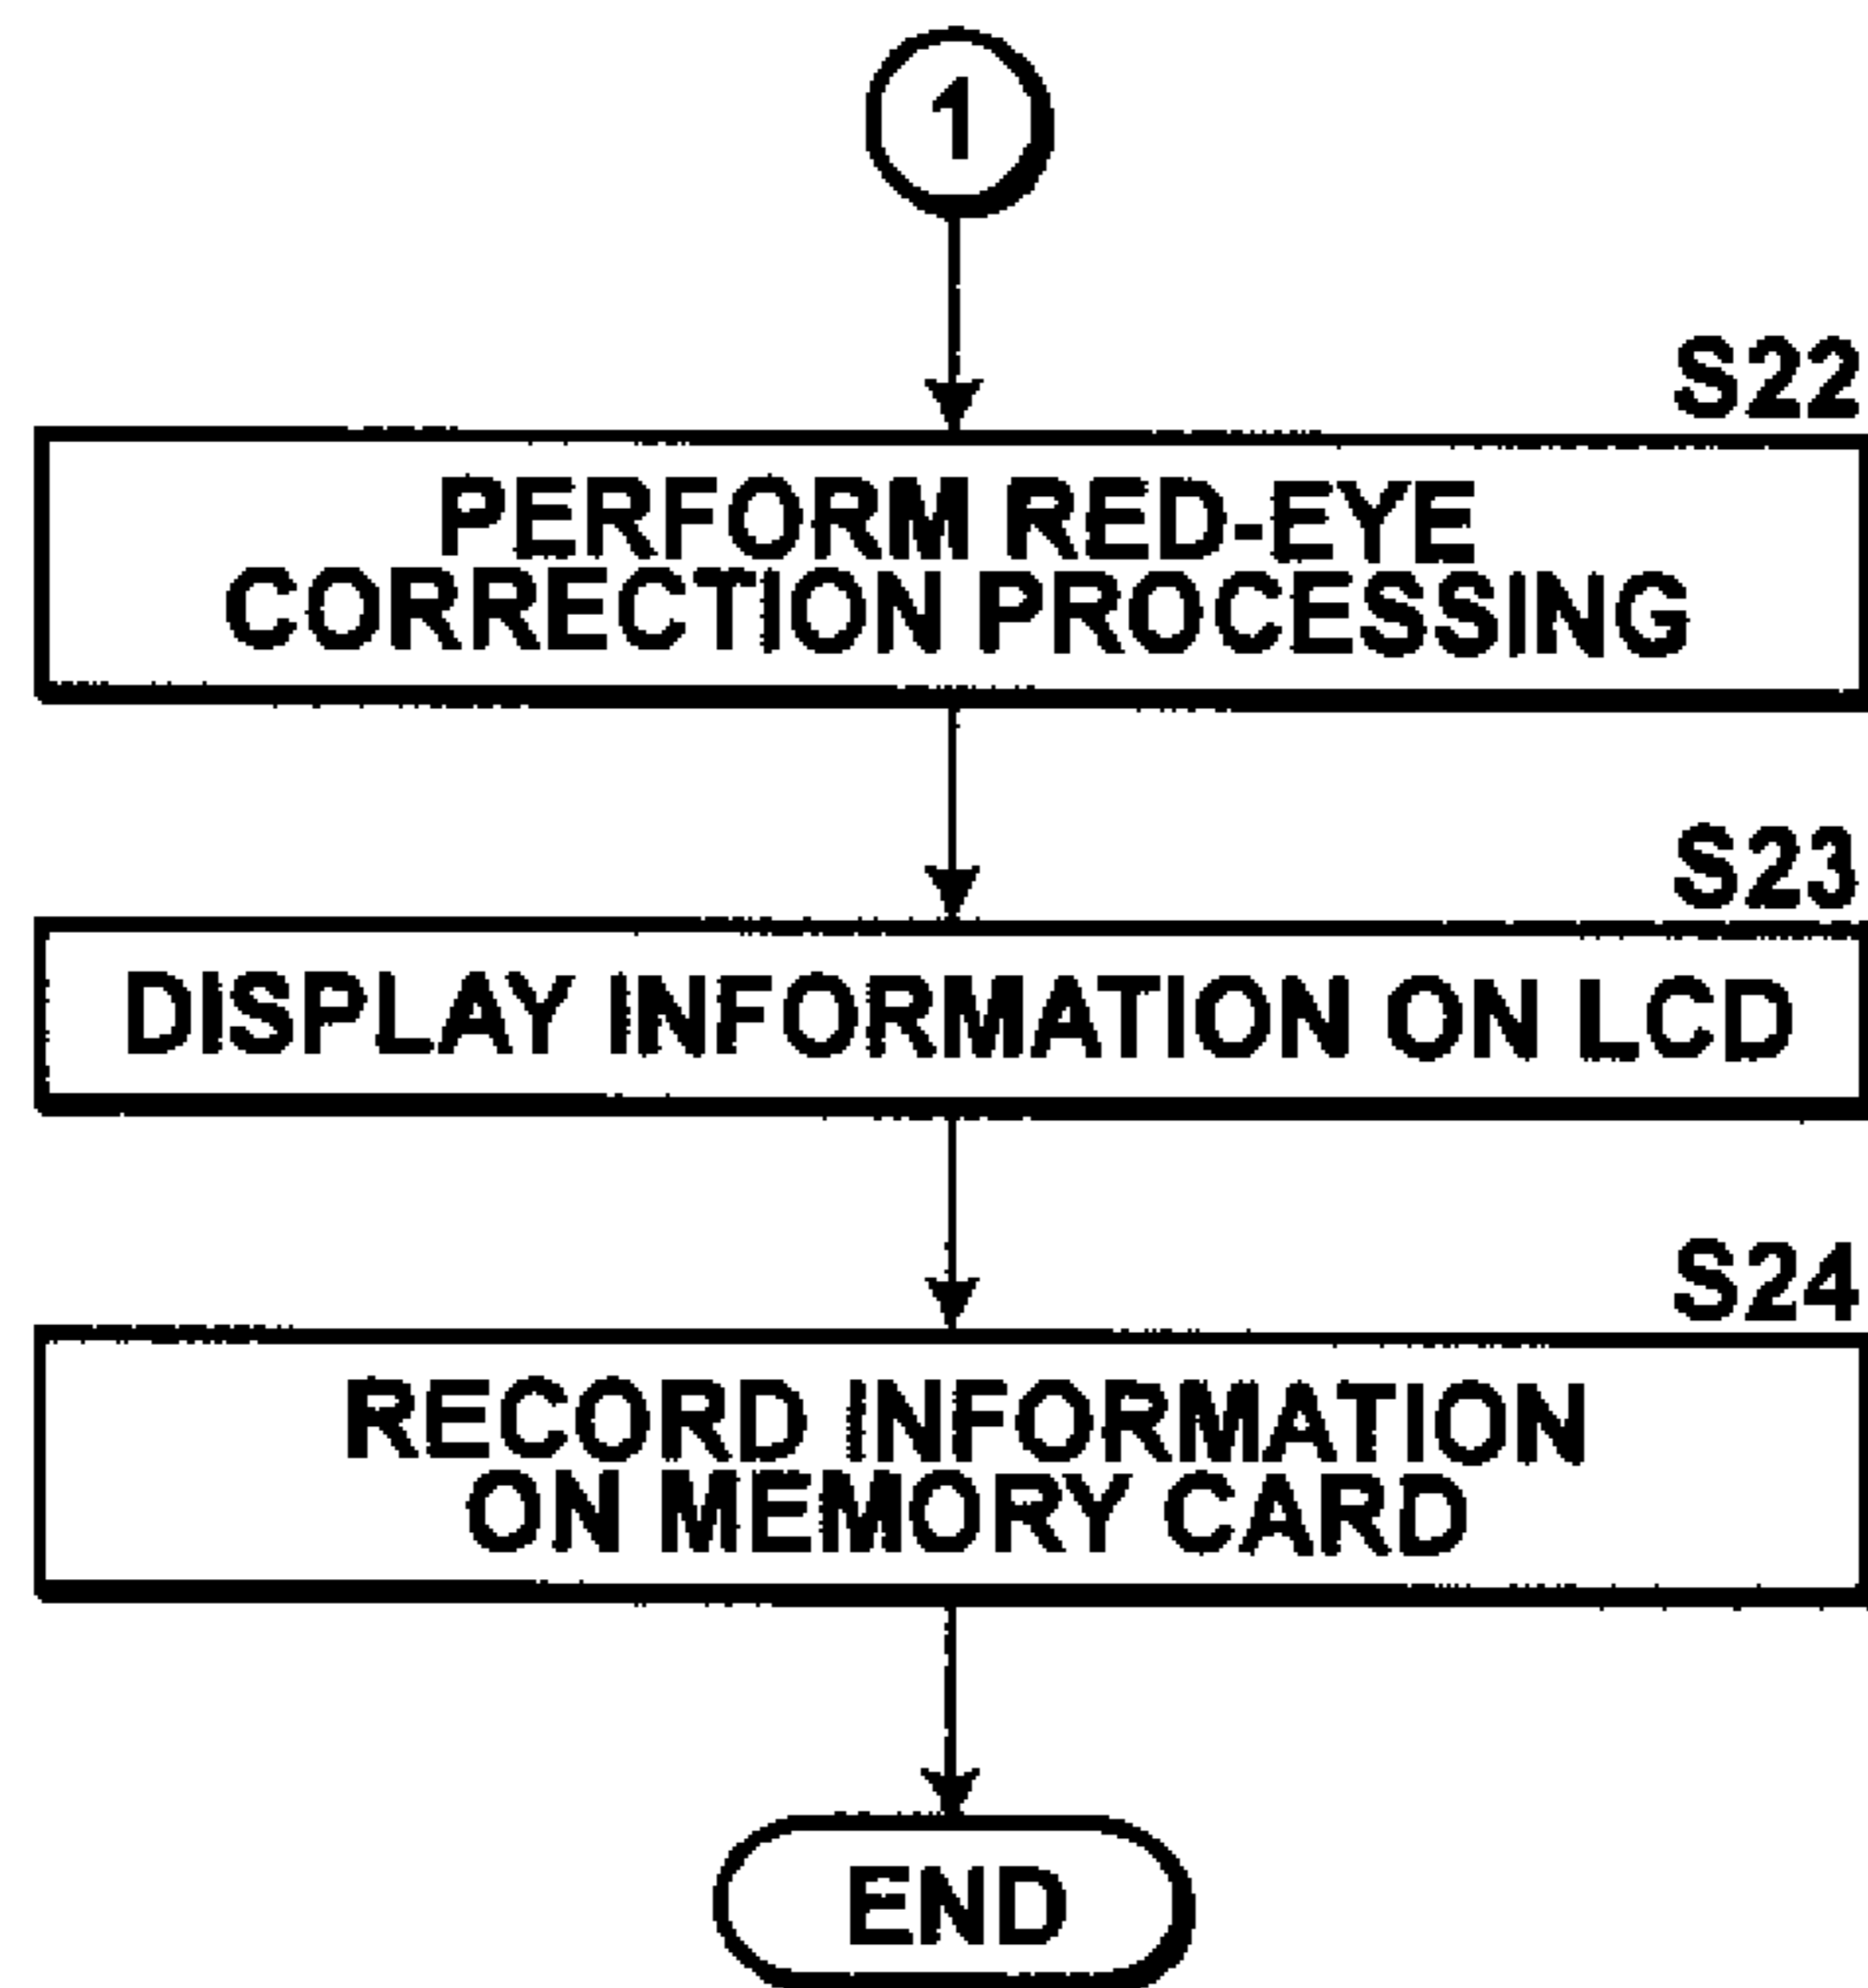 1
S22
PERFORM RED-EYE
CORRECTION PROCESSING
S23
DISPLAY INFORMATION ON LCD
S24
RECORD INFORMATION
ON MEMORY CARD
END